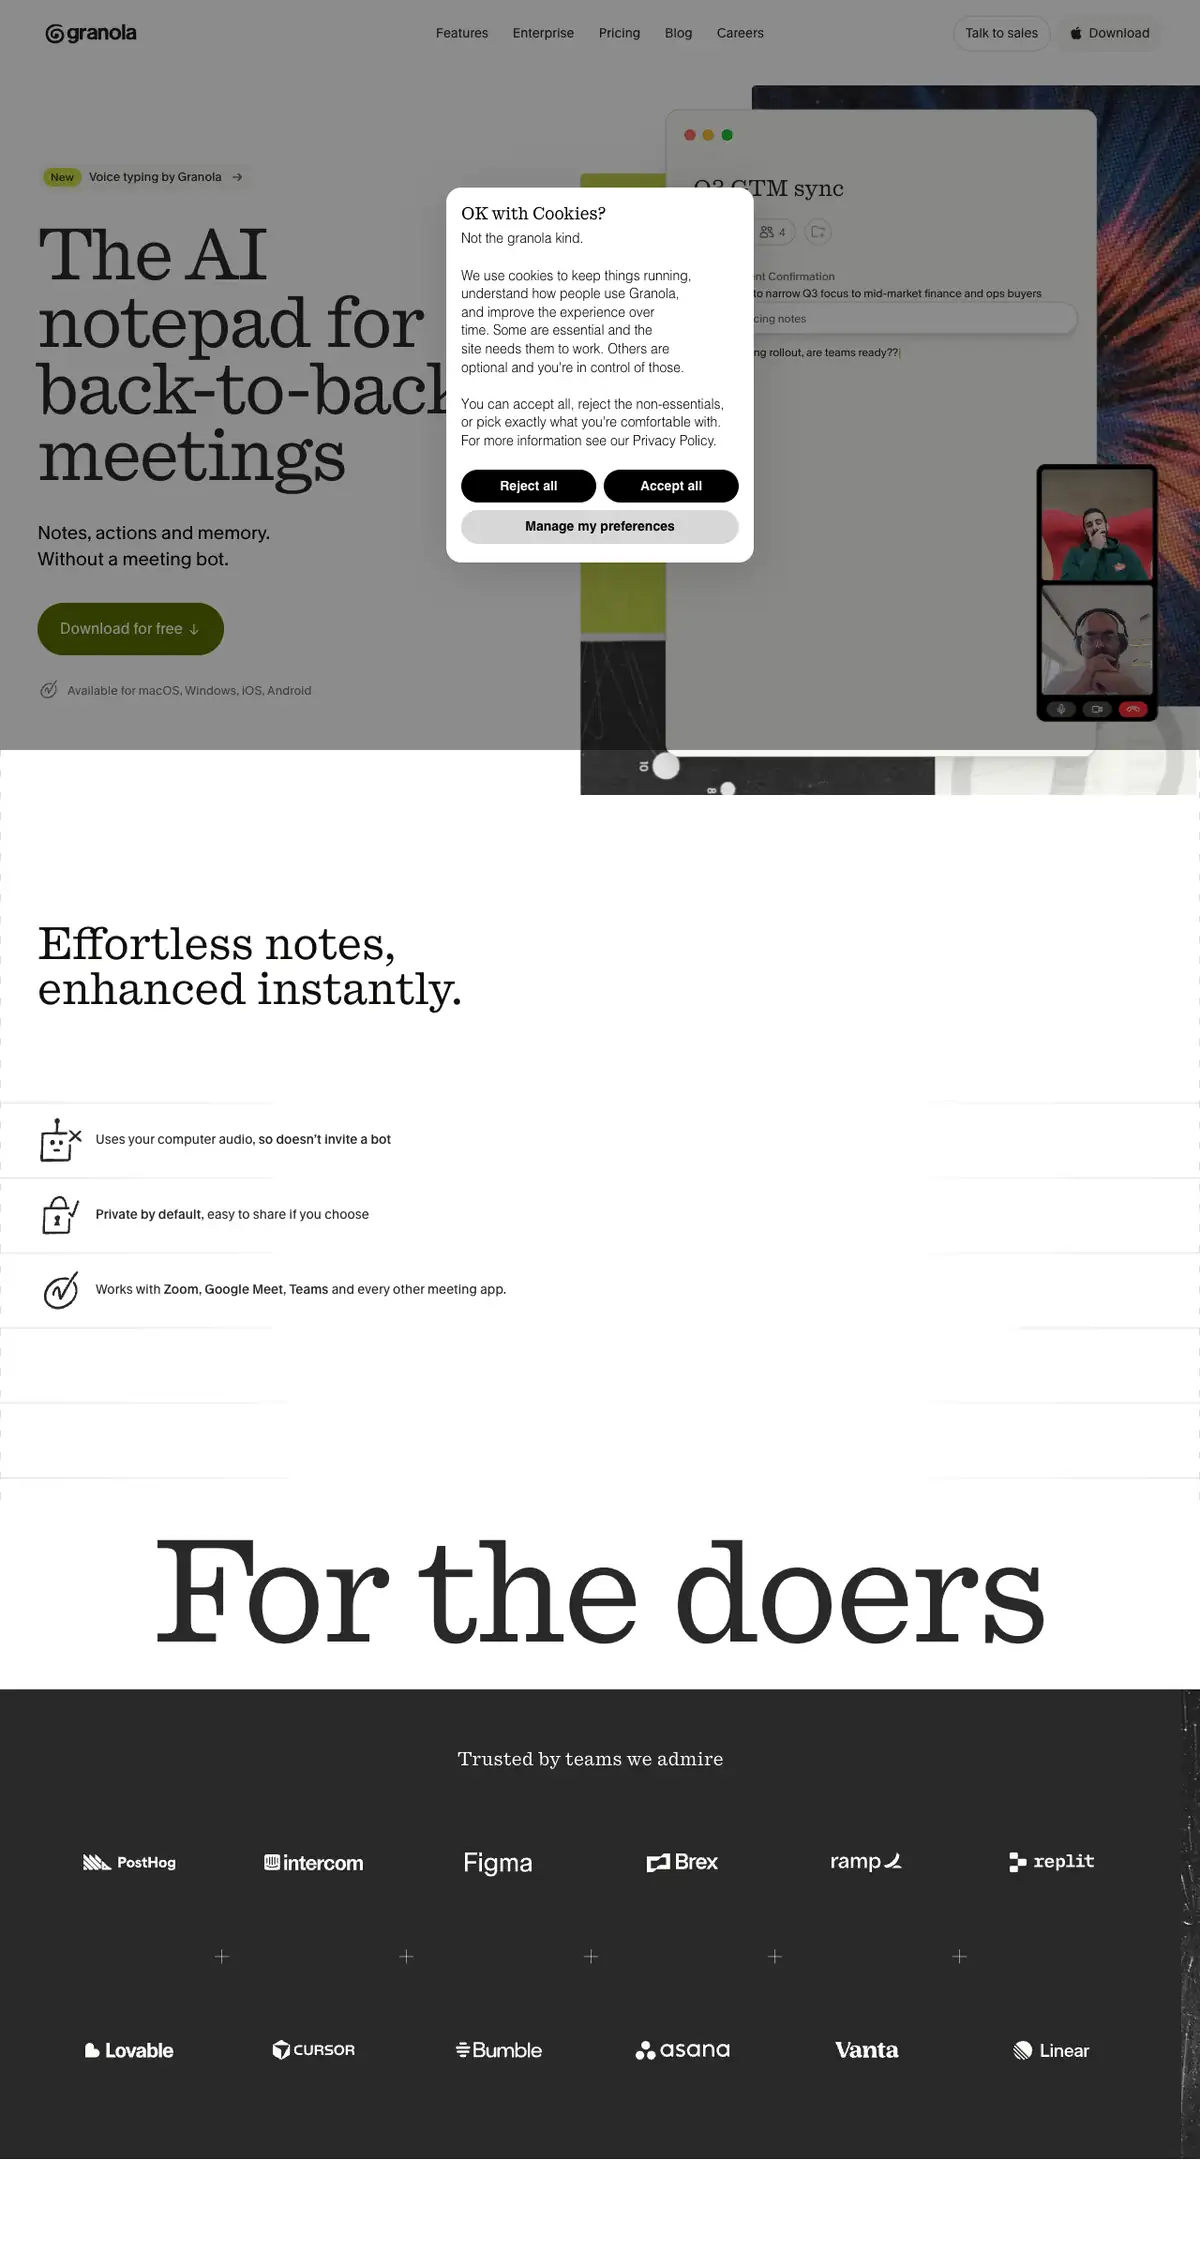 granola
Features
Enterprise
Pricing
Blog
Careers
Talk to sales
Download
New
Voice typing by Granola
The AI
notepad for
back-to-back
meetings
Notes, actions and memory.
Without a meeting bot.
Download for free
Available for macOS, Windows, iOS, Android
GTM sync
4
Confirmation
to narrow Q3 focus to mid-market finance and ops buyers
notes
rollout, are teams ready??
OK with Cookies?
Not the granola kind.
We use cookies to keep things running,
understand how people use Granola,
and improve the experience over
time. Some are essential and the
site needs them to work. Others are
optional and you're in control of those.
You can accept all, reject the non-essentials,
or pick exactly what you're comfortable with.
For more information see our Privacy Policy.
Reject all
Accept all
Manage my preferences
10
8
Effortless notes,
enhanced instantly.
Uses your computer audio, so doesn't invite a bot
Private by default, easy to share if you choose
Works with Zoom, Google Meet, Teams and every other meeting app.
For the doers
Trusted by teams we admire
PostHog
intercom
Figma
Brex
ramp
replit
Lovable
CURSOR
Bumble
asana
Vanta
Linear